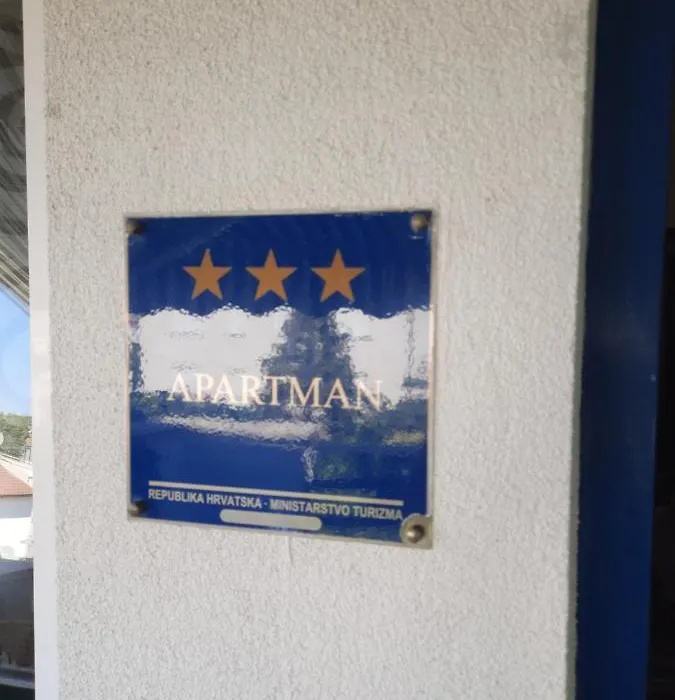 APARTMAN
REPUBLIKA HRVATSKA - MINISTARSTVO TURIZMA